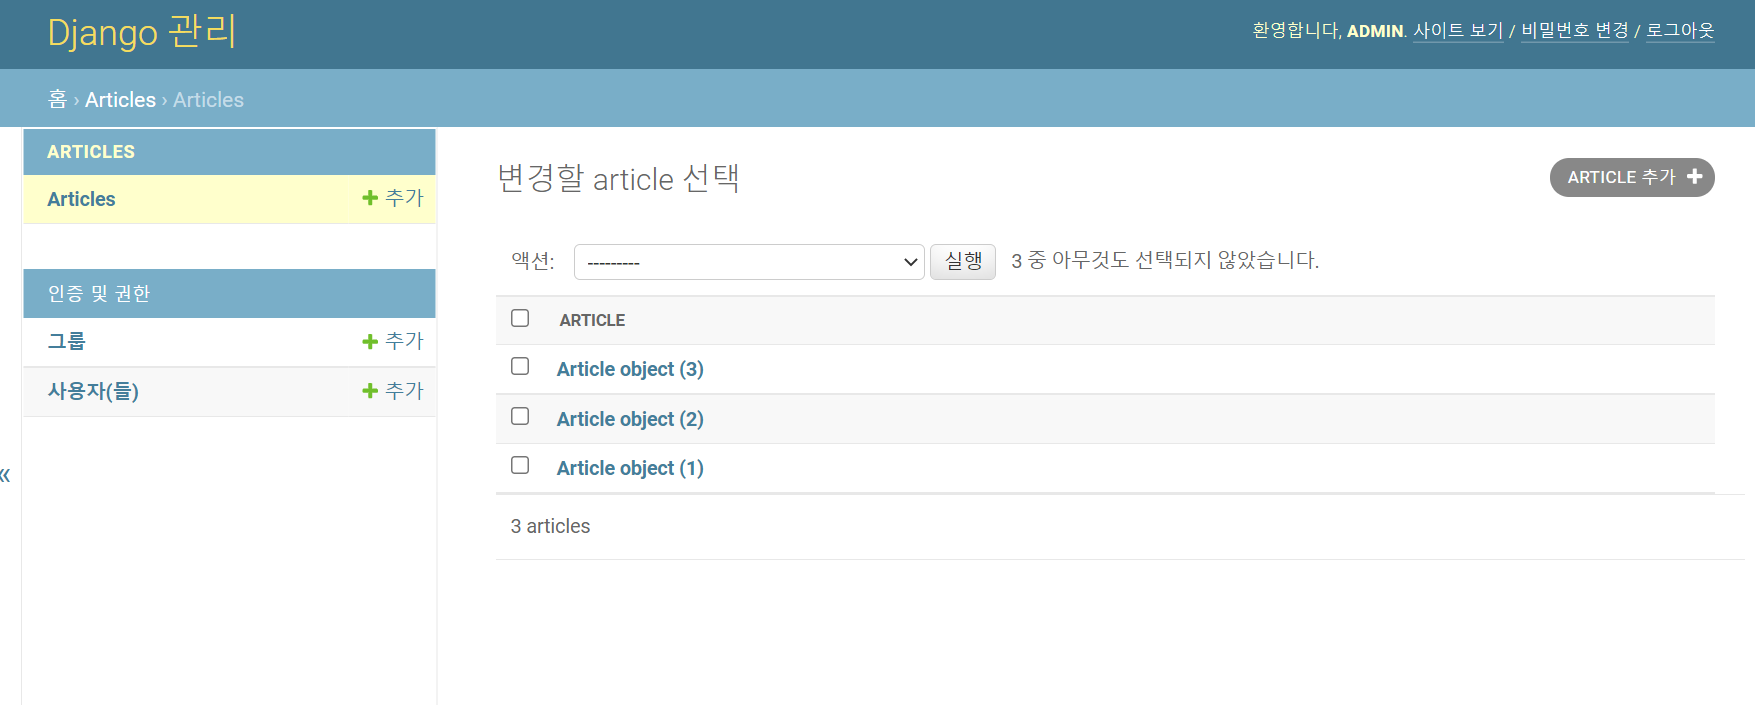 Django 관리
환영합니다, ADMIN. 사이트 보기 / 비밀번호 변경 / 로그아웃
홈 › Articles › Articles
ARTICLES
Articles
추가
인증 및 권한
그룹
추가
사용자(들)
추가
«
변경할 article 선택
ARTICLE 추가
액션: --------- 실행 3 중 아무것도 선택되지 않았습니다.
ARTICLE
Article object (3)
Article object (2)
Article object (1)
3 articles